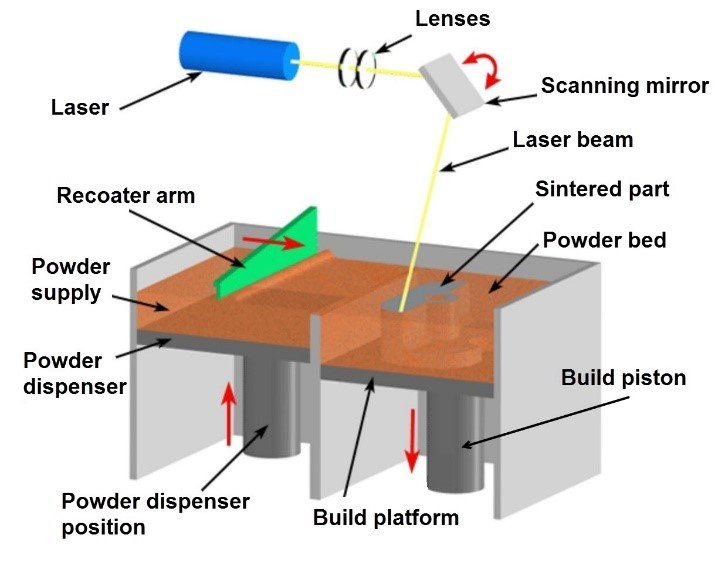 Lenses
Laser
Scanning mirror
Laser beam
Recoater arm
Sintered part
Powder bed
Powder
supply
Powder
dispenser
Build piston
Powder dispenser
position
Build platform